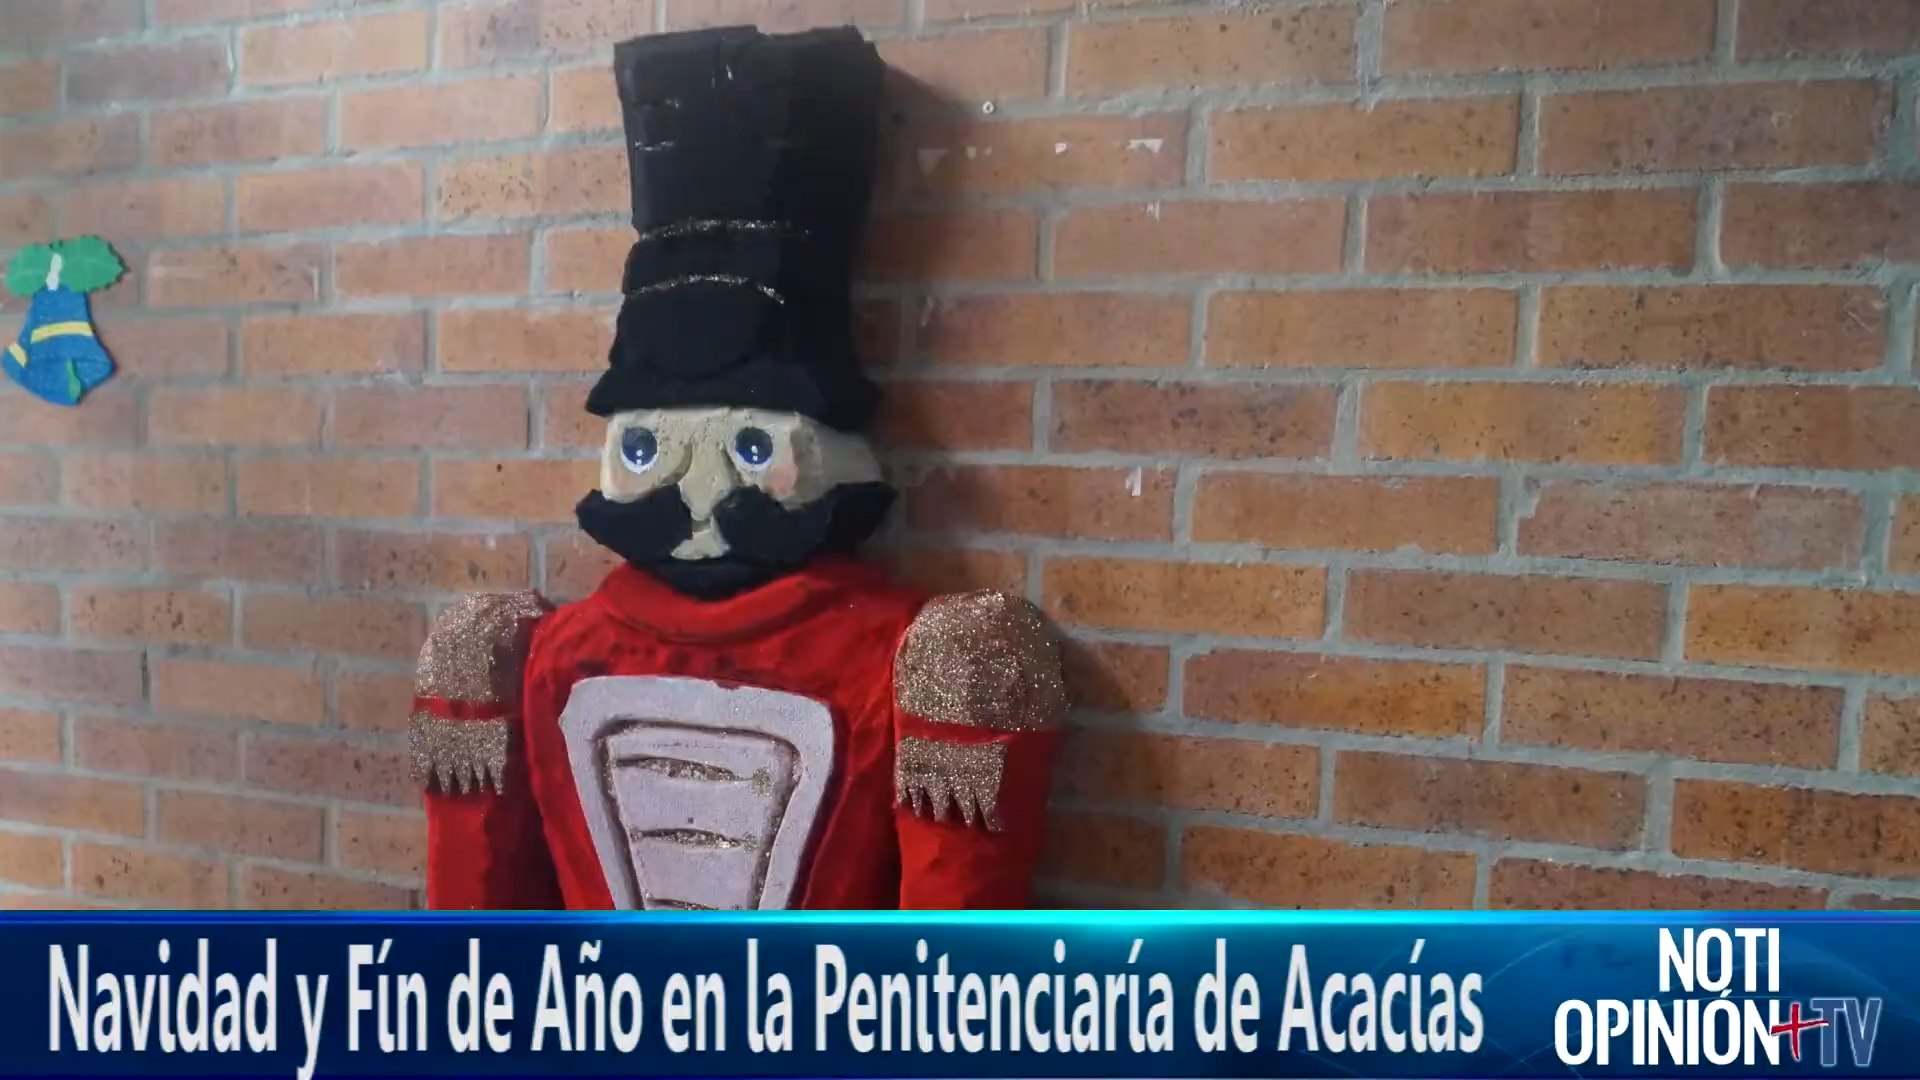 Navidad y Fín de Año en la Penitenciaría de Acacías
NOTI
OPINIÓN+TV